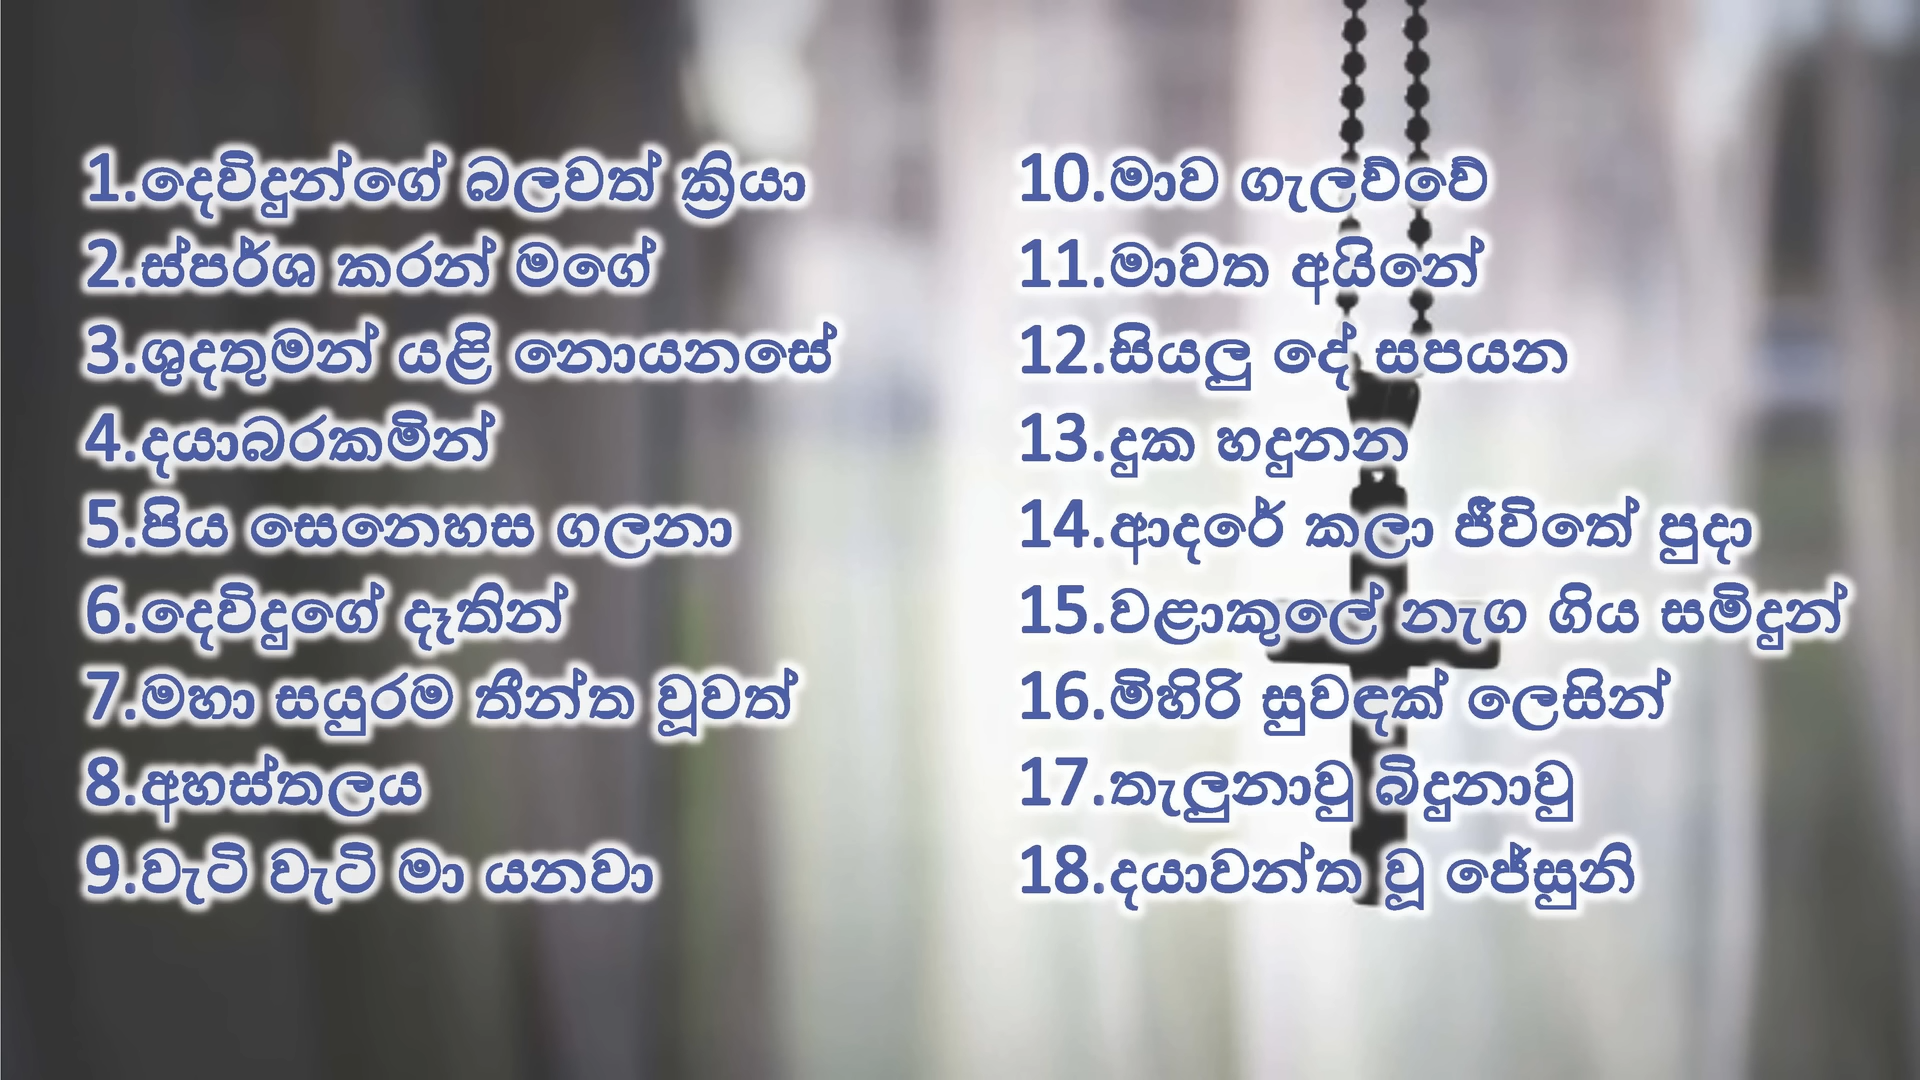 1.දෙවිදුන්ගේ බලවත් ක්‍රියා
2.ස්පර්ශ කරන් මගේ
3.ශුදතුමන් යළි නොයනසේ
4.දයාබරකමින්
5.පිය සෙනෙහස ගලනා
6.දෙවිදුගේ දෑතින්
7.මහා සයුරම තීන්ත වූවත්
8.අහස්තලය
9.වැටි වැටි මා යනවා
10.මාව ගැලව්වේ
11.මාවත අයිනේ
12.සියලු දේ සපයන
13.දුක හදුනන
14.ආදරේ කලා ජීවිතේ පුදා
15.වළාකුලේ නැග ගිය සමිදුන්
16.මිහිරි සුවඳක් ලෙසින්
17.තැලුනාවු බිදුනාවු
18.දයාවන්ත වූ ජේසුනි